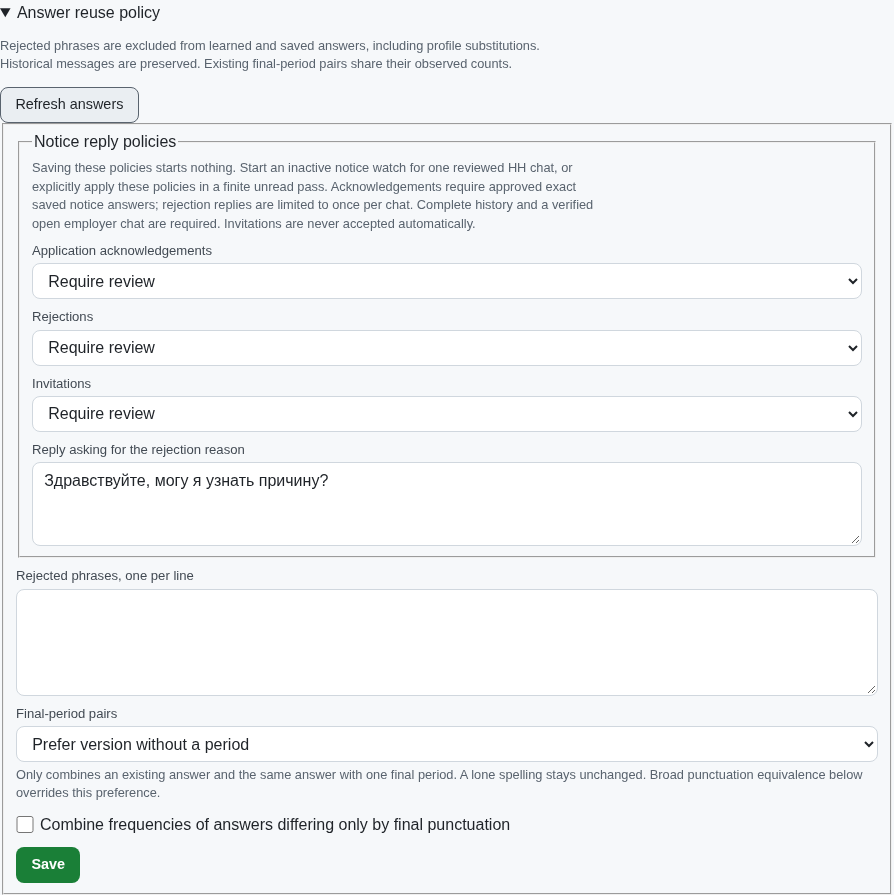 Answer reuse policy
Rejected phrases are excluded from learned and saved answers, including profile substitutions.
Historical messages are preserved. Existing final-period pairs share their observed counts.
Refresh answers
Notice reply policies
Saving these policies starts nothing. Start an inactive notice watch for one reviewed HH chat, or
explicitly apply these policies in a finite unread pass. Acknowledgements require approved exact
saved notice answers; rejection replies are limited to once per chat. Complete history and a verified
open employer chat are required. Invitations are never accepted automatically.
Application acknowledgements
Require review
Rejections
Require review
Invitations
Require review
Reply asking for the rejection reason
Здравствуйте, могу я узнать причину?
Rejected phrases, one per line
Final-period pairs
Prefer version without a period
Only combines an existing answer and the same answer with one final period. A lone spelling stays unchanged. Broad punctuation equivalence below
overrides this preference.
Combine frequencies of answers differing only by final punctuation
Save